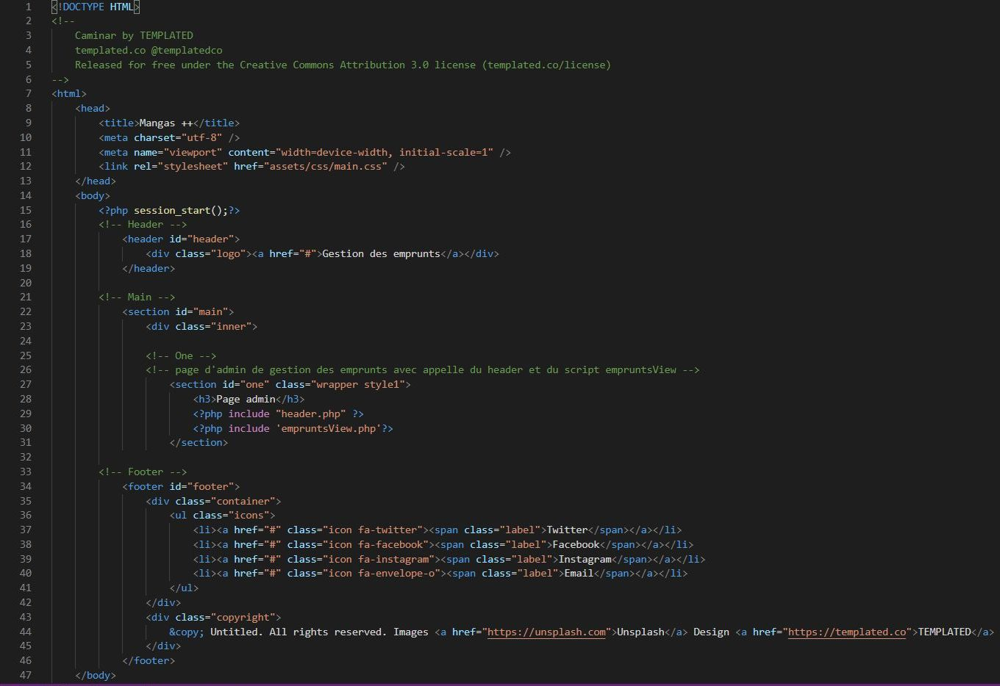 1 <!DOCTYPE HTML>
2 <!--
3 Caminar by TEMPLATED
4 templated.co @templatedco
5 Released for free under the Creative Commons Attribution 3.0 license (templated.co/license)
6 -->
7 <html>
8 <head>
9 <title>Mangas ++</title>
10 <meta charset="utf-8" />
11 <meta name="viewport" content="width=device-width, initial-scale=1" />
12 <link rel="stylesheet" href="assets/css/main.css" />
13 </head>
14 <body>
15 <?php session_start();?>
16 <!-- Header -->
17 <header id="header">
18 <div class="logo"><a href="#">Gestion des emprunts</a></div>
19 </header>
20
21 <!-- Main -->
22 <section id="main">
23 <div class="inner">
24
25 <!-- One -->
26 <!-- page d'admin de gestion des emprunts avec appelle du header et du script empruntsView -->
27 <section id="one" class="wrapper style1">
28 <h3>Page admin</h3>
29 <?php include "header.php" ?>
30 <?php include 'empruntsView.php'?>
31 </section>
32
33 <!-- Footer -->
34 <footer id="footer">
35 <div class="container">
36 <ul class="icons">
37 <li><a href="#" class="icon fa-twitter"><span class="label">Twitter</span></a></li>
38 <li><a href="#" class="icon fa-facebook"><span class="label">Facebook</span></a></li>
39 <li><a href="#" class="icon fa-instagram"><span class="label">Instagram</span></a></li>
40 <li><a href="#" class="icon fa-envelope-o"><span class="label">Email</span></a></li>
41 </ul>
42 </div>
43 <div class="copyright">
44 &copy; Untitled. All rights reserved. Images <a href="https://unsplash.com">Unsplash</a> Design <a href="https://templated.co">TEMPLATED</a>
45 </div>
46 </footer>
47 </body>